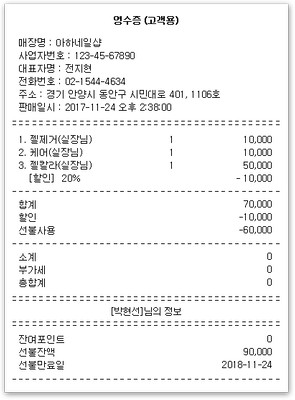 영수증 (고객용)
매장명 : 아하네일샵
사업자번호 : 123-45-67890
대표자명 : 전지현
전화번호 : 02-1544-4634
주소 : 경기 안양시 동안구 시민대로 401, 1106호
판매일시 : 2017-11-24 오후 2:38:00
1. 젤제거(실장님) 1 10,000
2. 케어(실장님) 1 10,000
3. 젤칼라(실장님) 1 50,000
[할인] 20% - 10,000
합계 70,000
할인 -10,000
선불사용 -60,000
소계 0
부가세 0
총합계 0
[박현선]님의 정보
잔여포인트 0
선불잔액 90,000
선불만료일 2018-11-24